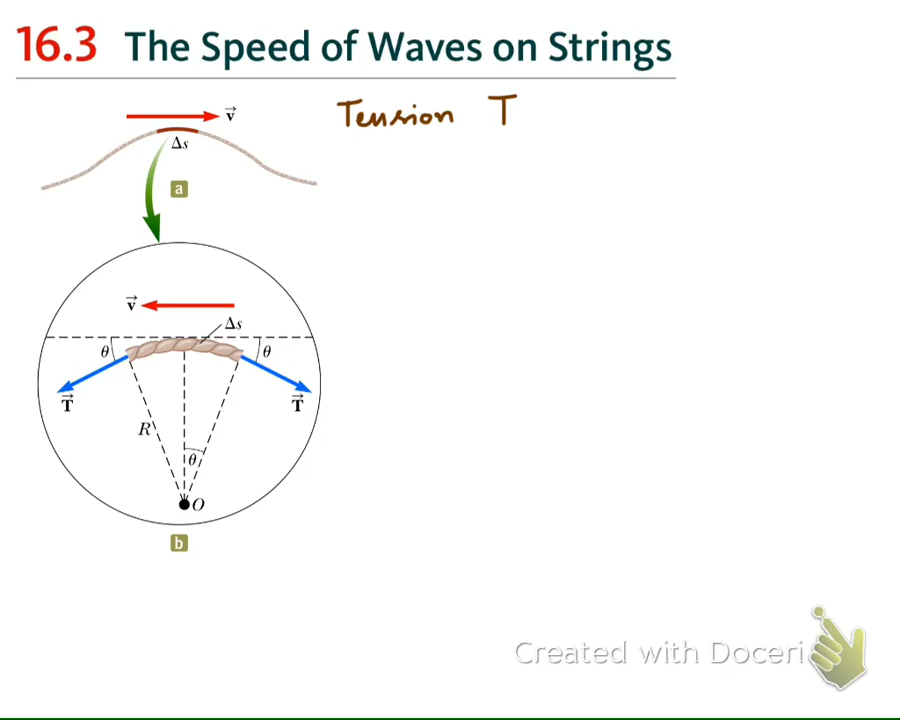 16.3 The Speed of Waves on Strings
v
Tension T
Δs
a
v
Δs
θ
θ
T
T
R
θ
O
b
Created with Doceri